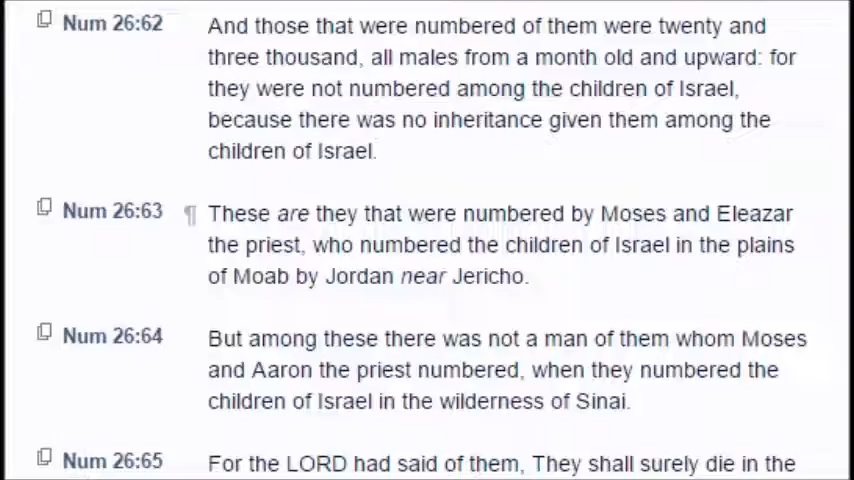 Num 26:62 And those that were numbered of them were twenty and
three thousand, all males from a month old and upward: for
they were not numbered among the children of Israel,
because there was no inheritance given them among the
children of Israel.
Num 26:63 ¶ These are they that were numbered by Moses and Eleazar
the priest, who numbered the children of Israel in the plains
of Moab by Jordan near Jericho.
Num 26:64 But among these there was not a man of them whom Moses
and Aaron the priest numbered, when they numbered the
children of Israel in the wilderness of Sinai.
Num 26:65 For the LORD had said of them, They shall surely die in the